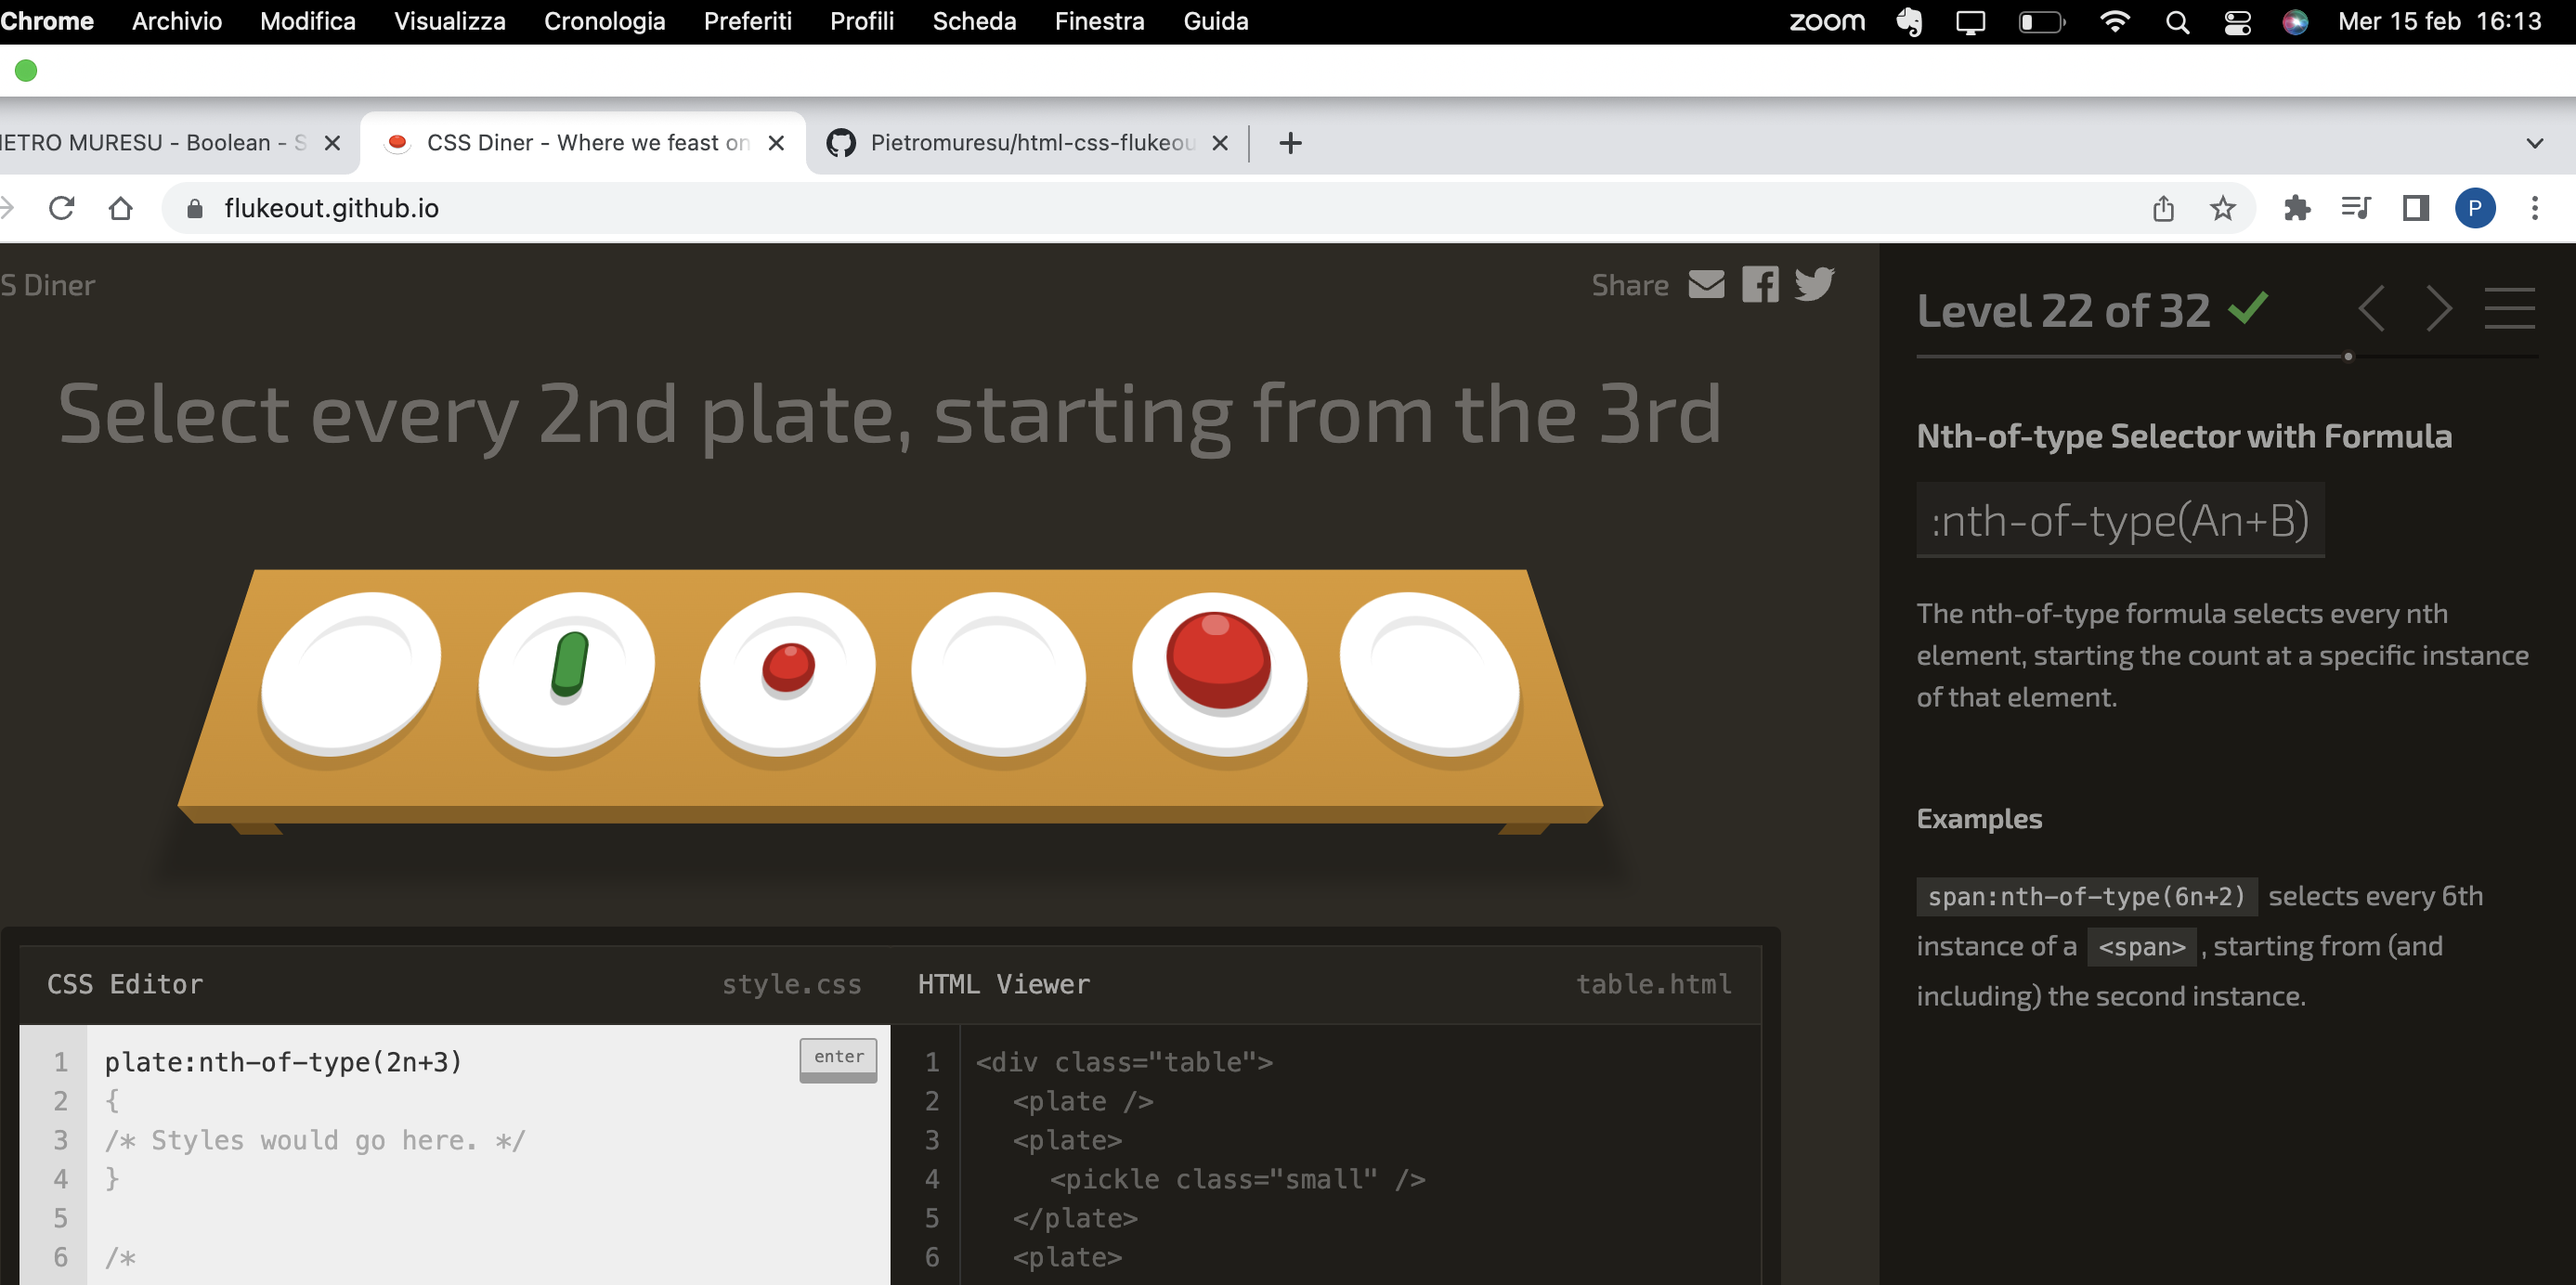 Chrome Archivio Modifica Visualizza Cronologia Preferiti Profili Scheda Finestra Guida zoom Mer 15 feb 16:13
IETRO MURESU - Boolean - S CSS Diner - Where we feast on Pietromuresu/html-css-flukeou
flukeout.github.io P
S Diner
Share
Select every 2nd plate, starting from the 3rd
CSS Editor style.css
1 plate:nth-of-type(2n+3) enter
2 {
3 /* Styles would go here. */
4 }
5
6 /*
HTML Viewer table.html
1 <div class="table">
2 <plate />
3 <plate>
4 <pickle class="small" />
5 </plate>
6 <plate>
Level 22 of 32
Nth-of-type Selector with Formula
:nth-of-type(An+B)
The nth-of-type formula selects every nth
element, starting the count at a specific instance
of that element.
Examples
span:nth-of-type(6n+2) selects every 6th
instance of a <span> , starting from (and
including) the second instance.